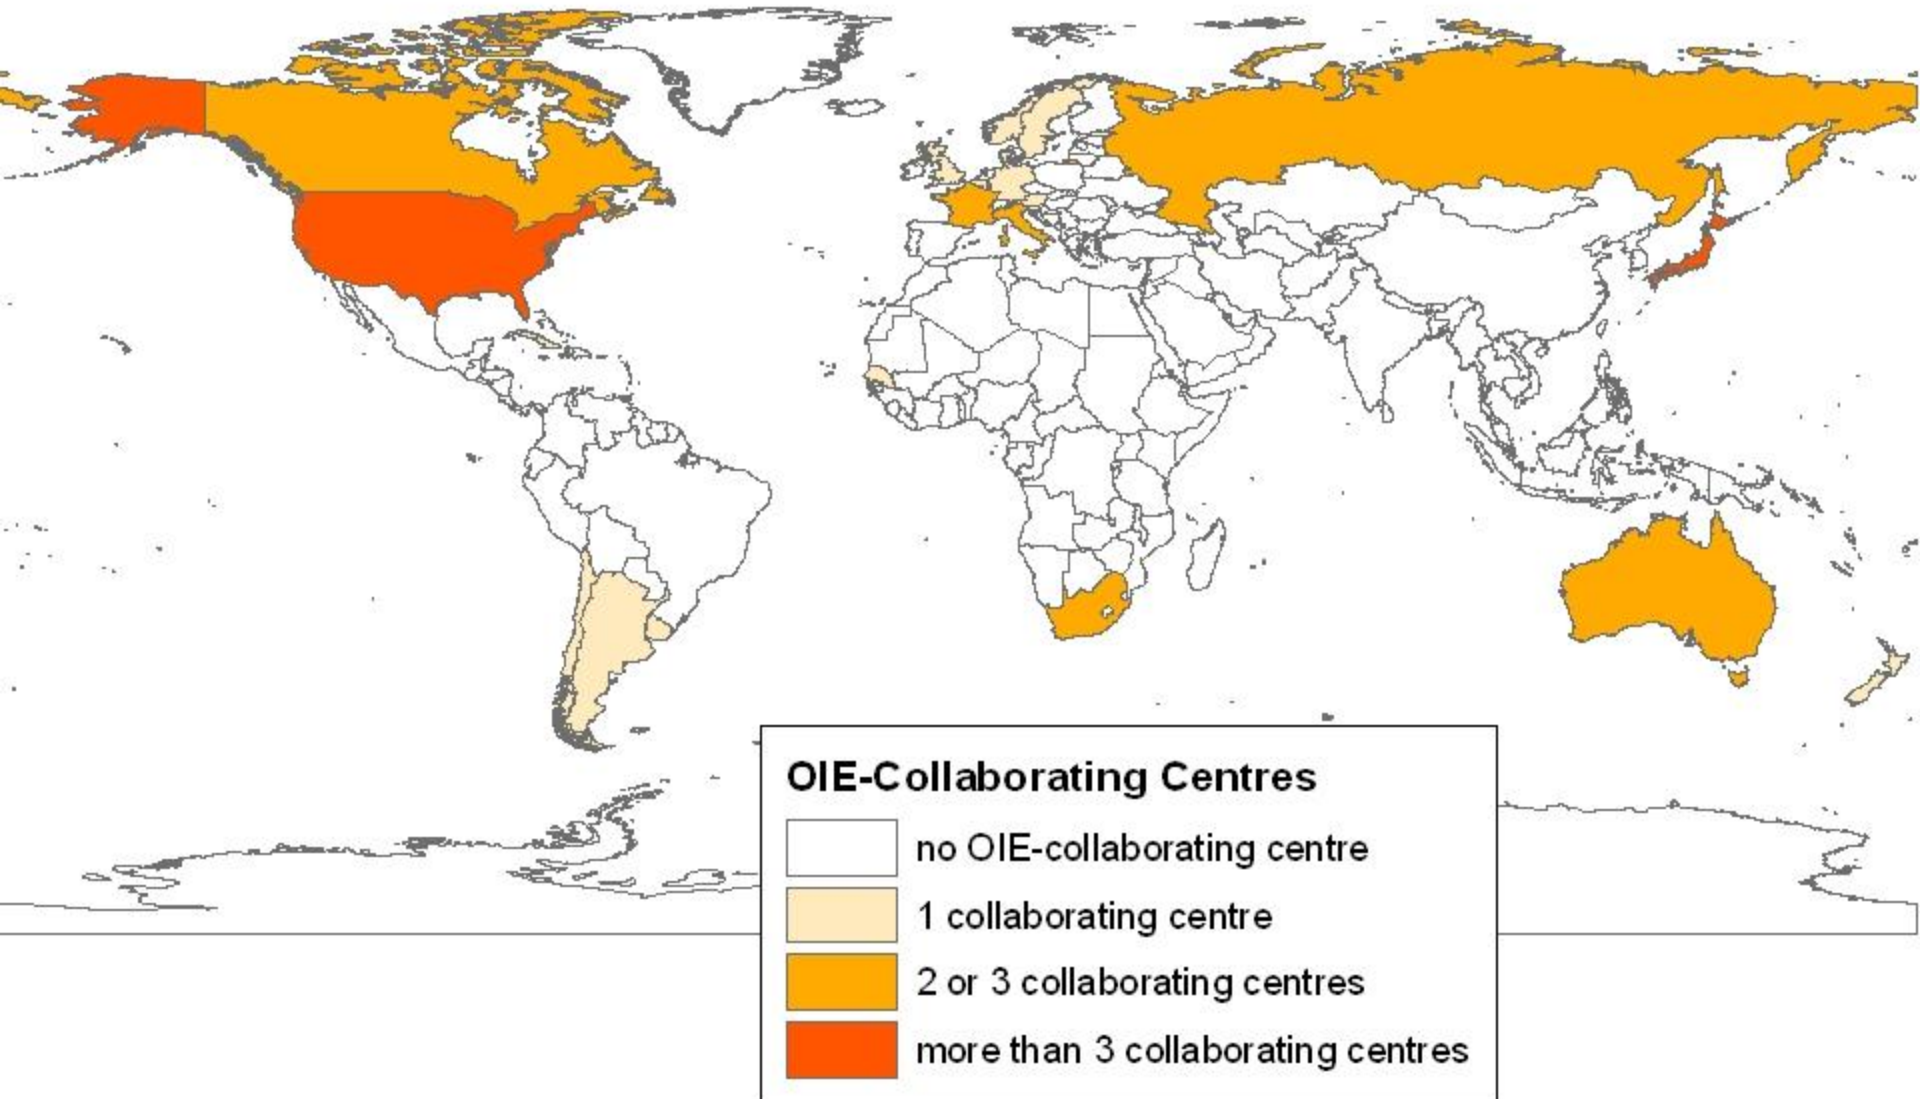 OIE-Collaborating Centres
no OIE-collaborating centre
1 collaborating centre
2 or 3 collaborating centres
more than 3 collaborating centres